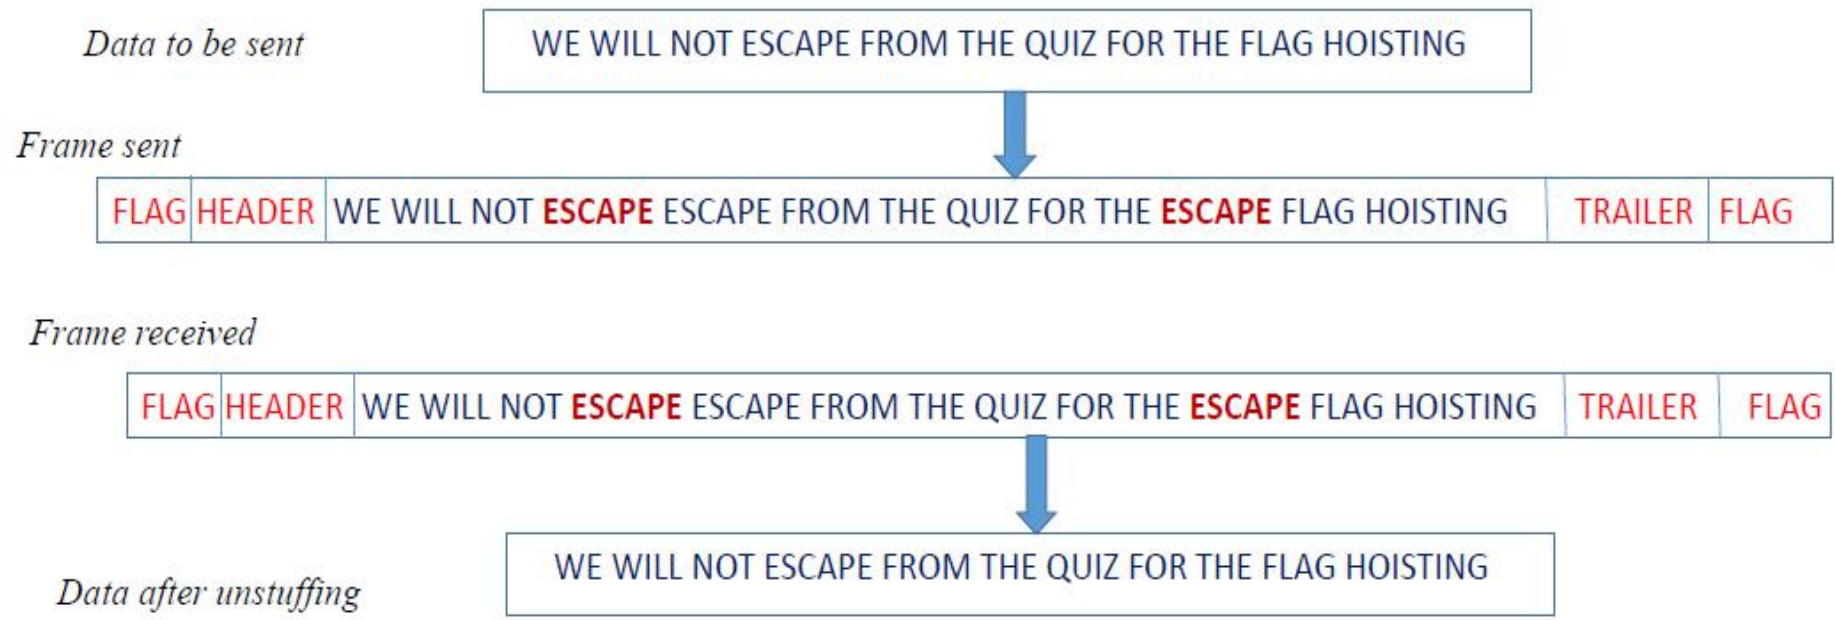 Data to be sent
WE WILL NOT ESCAPE FROM THE QUIZ FOR THE FLAG HOISTING
Frame sent
FLAG HEADER WE WILL NOT ESCAPE ESCAPE FROM THE QUIZ FOR THE ESCAPE FLAG HOISTING TRAILER FLAG
Frame received
FLAG HEADER WE WILL NOT ESCAPE ESCAPE FROM THE QUIZ FOR THE ESCAPE FLAG HOISTING TRAILER FLAG
WE WILL NOT ESCAPE FROM THE QUIZ FOR THE FLAG HOISTING
Data after unstuffing